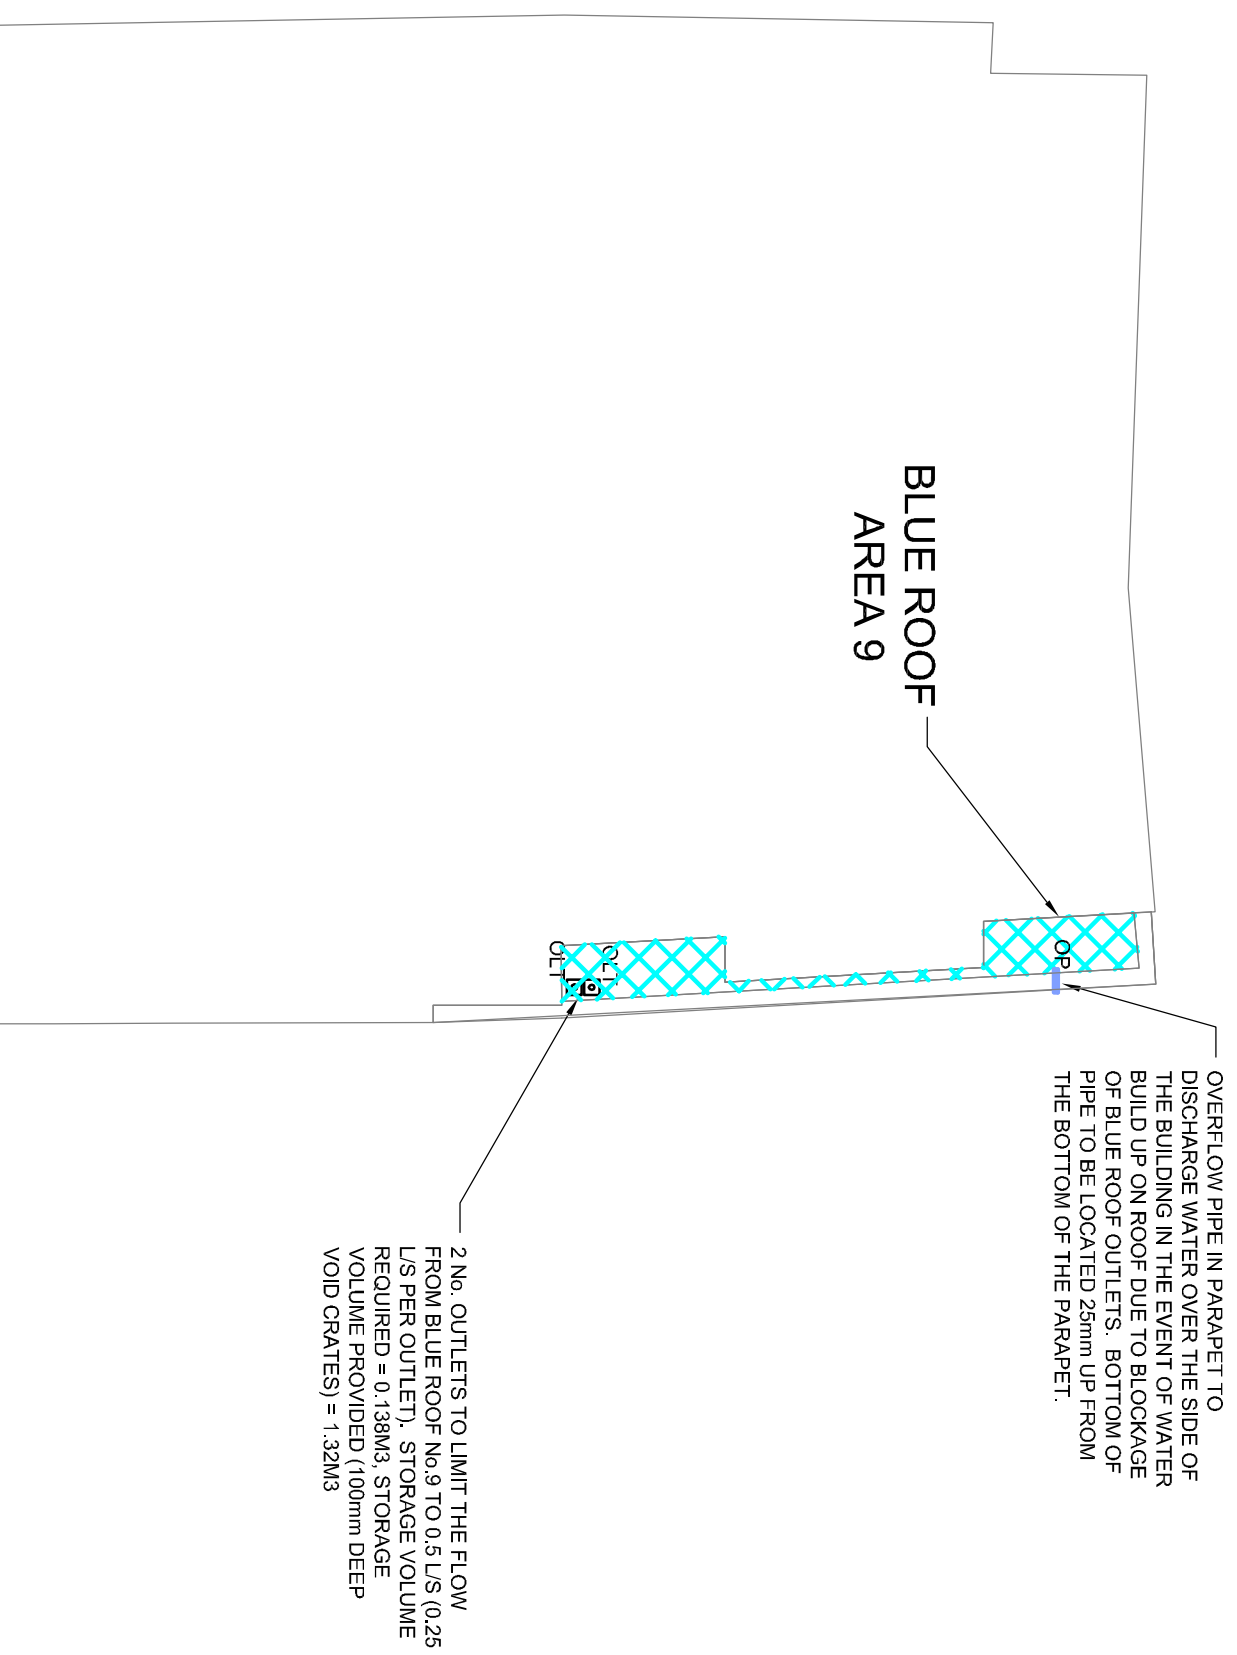 BLUE ROOF
AREA 9
OP
OLT
OLT
OVERFLOW PIPE IN PARAPET TO
DISCHARGE WATER OVER THE SIDE OF
THE BUILDING IN THE EVENT OF WATER
BUILD UP ON ROOF DUE TO BLOCKAGE
OF BLUE ROOF OUTLETS.  BOTTOM OF
PIPE TO BE LOCATED 25mm UP FROM
THE BOTTOM OF THE PARAPET.
2 No. OUTLETS TO LIMIT THE FLOW
FROM BLUE ROOF No.9 TO 0.5 L/S (0.25
L/S PER OUTLET).  STORAGE VOLUME
REQUIRED = 0.138M3, STORAGE
VOLUME PROVIDED (100mm DEEP
VOID CRATES) = 1.32M3